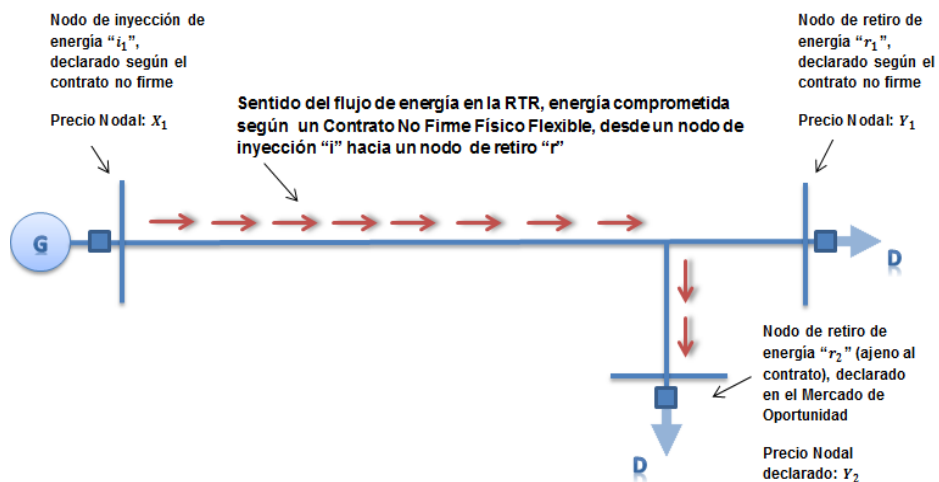 Nodo de inyección de
energía “i₁”,
declarado según el
contrato no firme
Precio Nodal: X₁
Sentido del flujo de energía en la RTR, energía comprometida
según un Contrato No Firme Físico Flexible, desde un nodo de
inyección “i” hacia un nodo de retiro “r”
Nodo de retiro de
energía “r₁”,
declarado según el
contrato no firme
Precio Nodal: Y₁
G
D
Nodo de retiro de
energía “r₂” (ajeno al
contrato), declarado
en el Mercado de
Oportunidad
Precio Nodal
declarado: Y₂
D